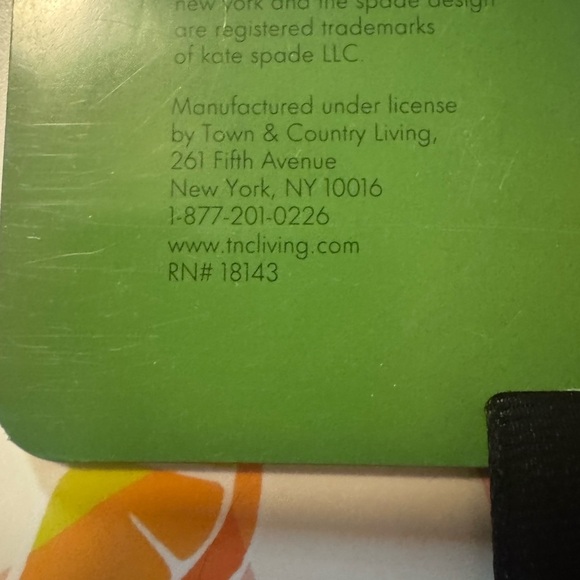 new york and the spade design
are registered trademarks
of kate spade LLC.
Manufactured under license
by Town & Country Living,
261 Fifth Avenue
New York, NY 10016
1-877-201-0226
www.tncliving.com
RN# 18143